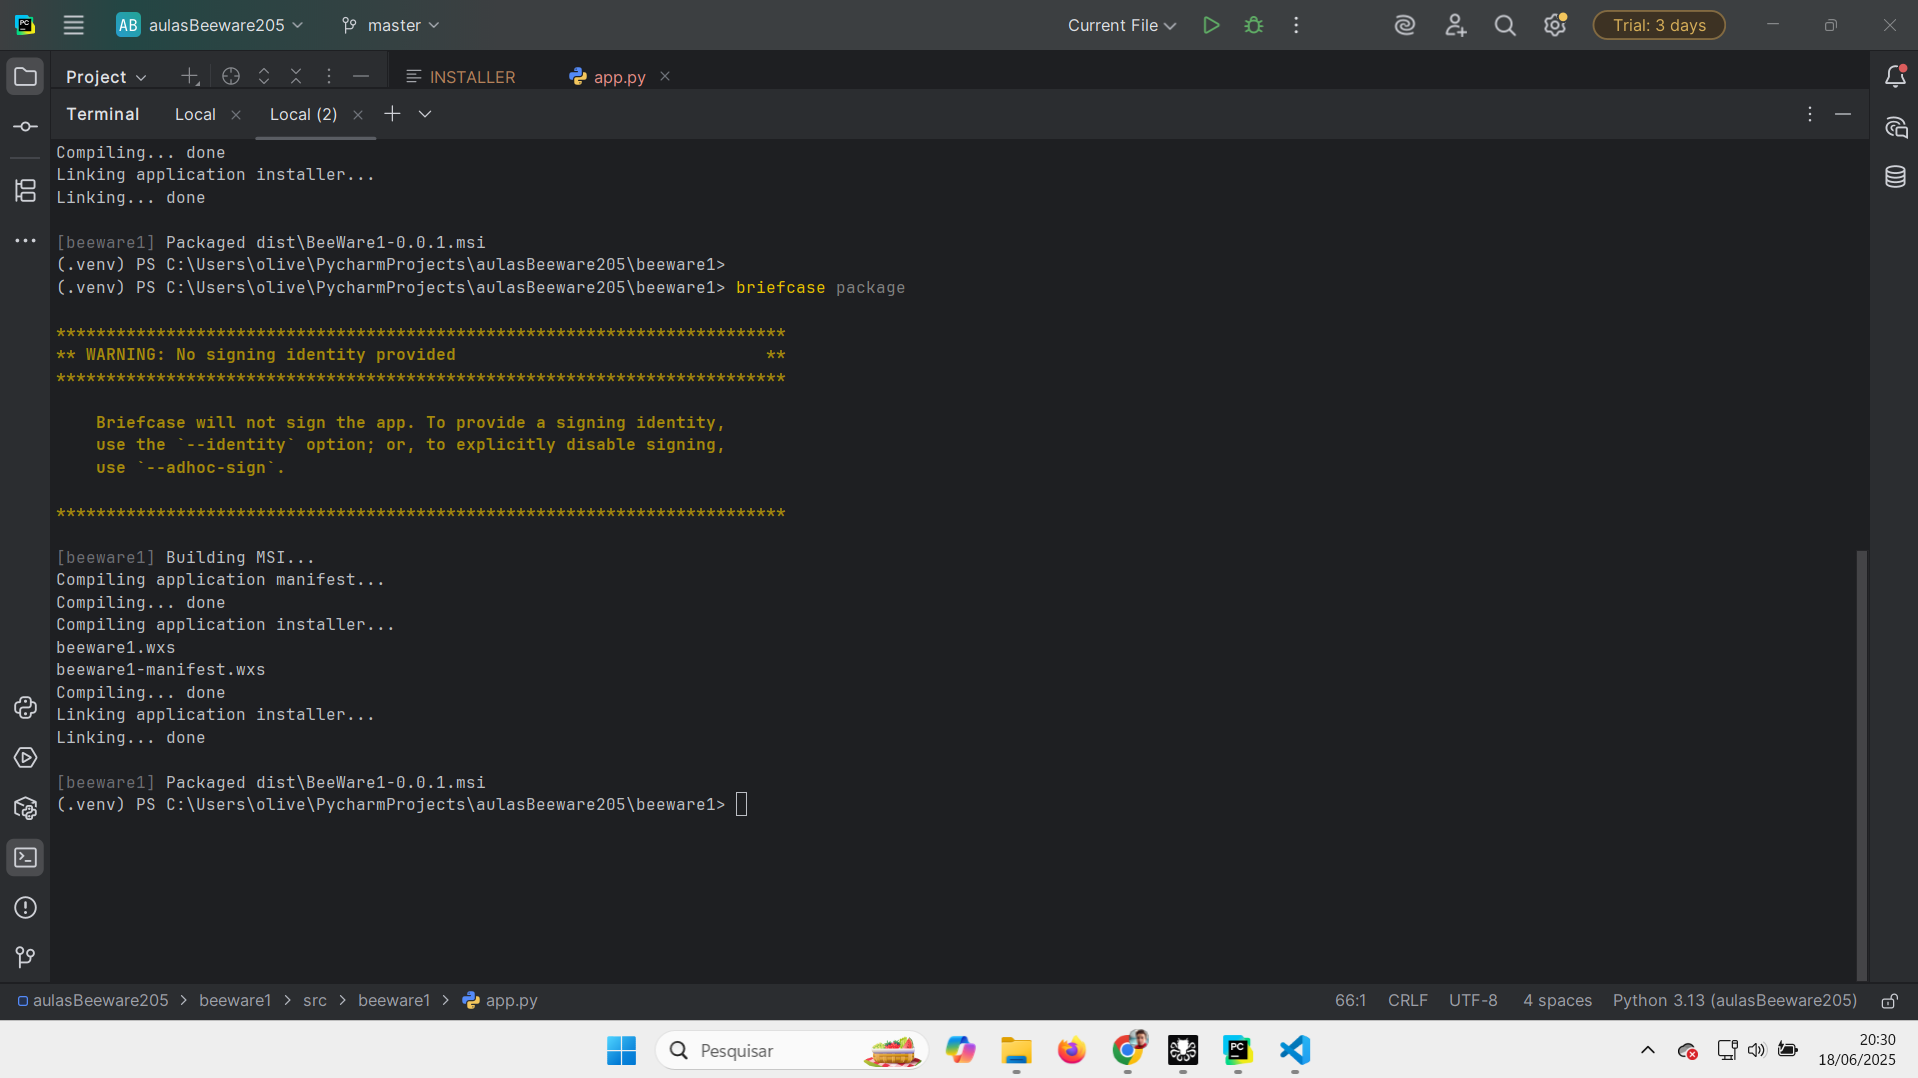 AB aulasBeeware205 master Current File Trial: 3 days
Project INSTALLER app.py
Terminal Local Local (2)
Compiling... done
Linking application installer...
Linking... done
[beeware1] Packaged dist\BeeWare1-0.0.1.msi
(.venv) PS C:\Users\olive\PycharmProjects\aulasBeeware205\beeware1>
(.venv) PS C:\Users\olive\PycharmProjects\aulasBeeware205\beeware1> briefcase package
*************************************************************************
** WARNING: No signing identity provided                               **
*************************************************************************
Briefcase will not sign the app. To provide a signing identity,
use the `--identity` option; or, to explicitly disable signing,
use `--adhoc-sign`.
*************************************************************************
[beeware1] Building MSI...
Compiling application manifest...
Compiling... done
Compiling application installer...
beeware1.wxs
beeware1-manifest.wxs
Compiling... done
Linking application installer...
Linking... done
[beeware1] Packaged dist\BeeWare1-0.0.1.msi
(.venv) PS C:\Users\olive\PycharmProjects\aulasBeeware205\beeware1>
aulasBeeware205 > beeware1 > src > beeware1 > app.py 66:1 CRLF UTF-8 4 spaces Python 3.13 (aulasBeeware205)
Pesquisar
20:30
18/06/2025